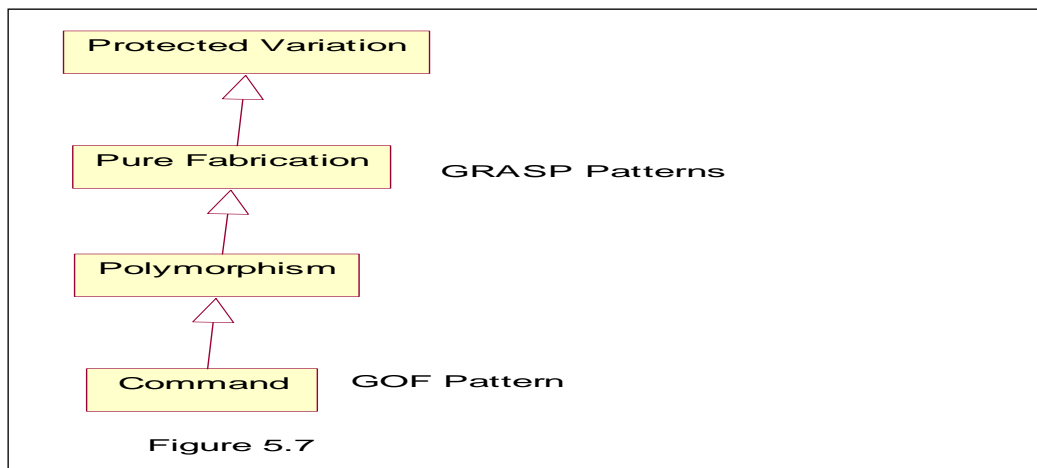 Protected Variation
Pure Fabrication
GRASP Patterns
Polymorphism
Command
GOF Pattern
Figure 5.7